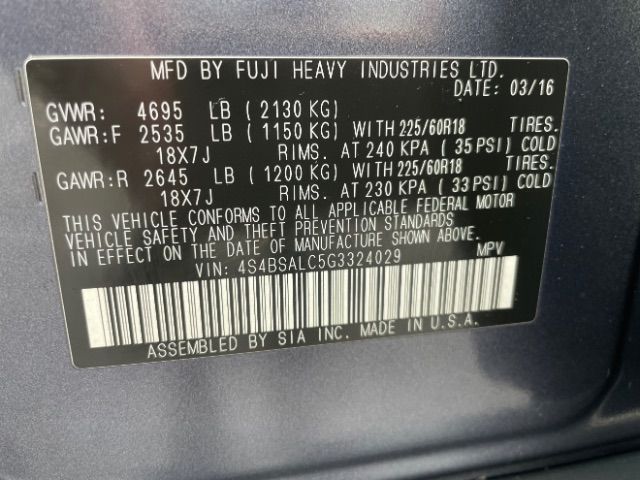 MFD BY FUJI HEAVY INDUSTRIES LTD.
DATE: 03/16
GVWR: 4695 LB (2130 KG)
GAWR:F 2535 LB (1150 KG) WITH 225/60R18 TIRES.
18X7J RIMS. AT 240 KPA (35 PSI) COLD
GAWR:R 2645 LB (1200 KG) WITH 225/60R18 TIRES.
18X7J RIMS. AT 230 KPA (33 PSI) COLD
THIS VEHICLE CONFORMS TO ALL APPLICABLE FEDERAL MOTOR
VEHICLE SAFETY AND THEFT PREVENTION STANDARDS
IN EFFECT ON THE DATE OF MANUFACTURE SHOWN ABOVE.
VIN: 4S4BSALC5G3324029 MPV
ASSEMBLED BY SIA INC. MADE IN U.S.A.